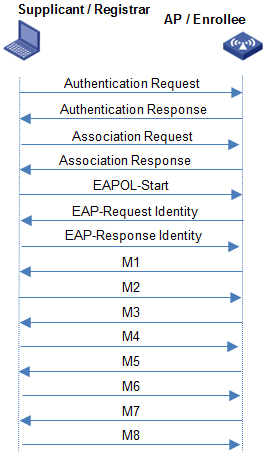 Supplicant / Registrar
AP / Enrollee
Authentication Request
Authentication Response
Association Request
Association Response
EAPOL-Start
EAP-Request Identity
EAP-Response Identity
M1
M2
M3
M4
M5
M6
M7
M8